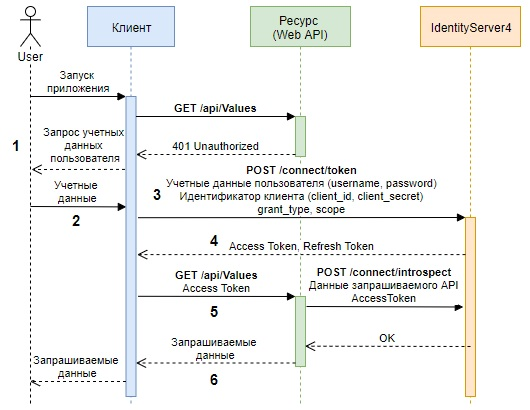 Клиент
Ресурс
(Web API)
IdentityServer4
User
Запуск
приложения
GET /api/Values
1
401 Unauthorized
Запрос учетных
данных
пользователя
POST /connect/token
3
Учетные данные пользователя (username, password)
Идентификатор клиента (client_id, client_secret)
grant_type, scope
Учетные
данные
2
4
Access Token, Refresh Token
GET /api/Values
Access Token
5
POST /connect/introspect
Данные запрашиваемого API
AccessToken
OK
Запрашиваемые
данные
6
Запрашиваемые
данные